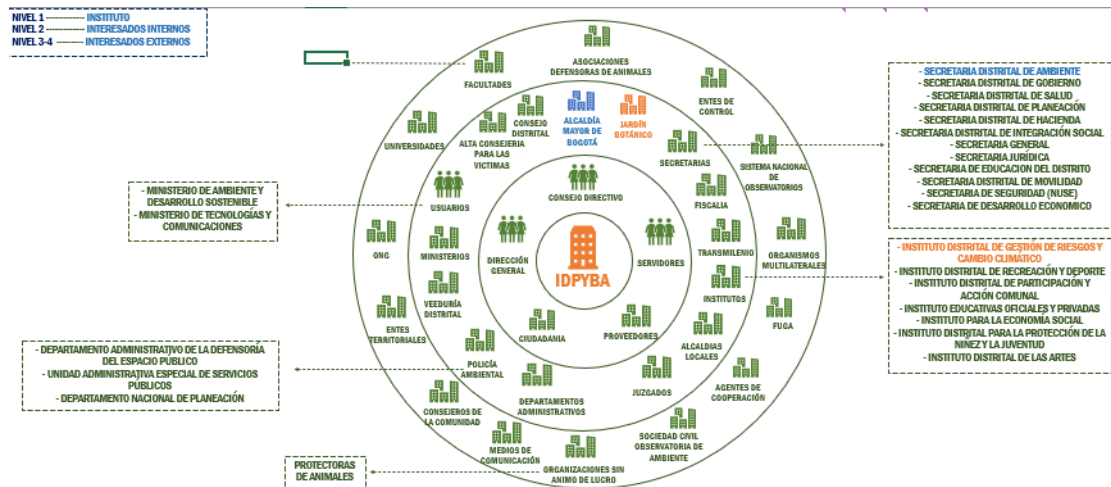 NIVEL 1 ------------ INSTITUTO
NIVEL 2 ------------ INTERESADOS INTERNOS
NIVEL 3-4 ---------- INTERESADOS EXTERNOS
ASOCIACIONES
DEFENSORAS DE ANIMALES
FACULTADES
ENTES DE
CONTROL
UNIVERSIDADES
ALTA CONSEJERIA
PARA LAS
VICTIMAS
CONSEJO
DISTRITAL
ALCALDÍA
MAYOR DE
BOGOTÁ
JARDÍN
BOTÁNICO
SECRETARIAS
SISTEMA NACIONAL
DE
OBSERVATORIOS
- SECRETARIA DISTRITAL DE AMBIENTE
- SECRETARIA DISTRITAL DE GOBIERNO
- SECRETARIA DISTRITAL DE SALUD
- SECRETARIA DISTRITAL DE PLANEACIÓN
- SECRETARIA DISTRITAL DE HACIENDA
- SECRETARIA DISTRITAL DE INTEGRACIÓN SOCIAL
- SECRETARIA GENERAL
- SECRETARIA JURÍDICA
- SECRETARIA DE EDUCACION DEL DISTRITO
- SECRETARIA DISTRITAL DE MOVILIDAD
- SECRETARIA DE SEGURIDAD (NUSE)
- SECRETARIA DE DESARROLLO ECONOMICO
- MINISTERIO DE AMBIENTE Y
DESARROLLO SOSTENIBLE
- MINISTERIO DE TECNOLOGÍAS Y
COMUNICACIONES
USUARIOS
CONSEJO DIRECTIVO
FISCALIA
ONG
MINISTERIOS
DIRECCIÓN
GENERAL
IDPYBA
SERVIDORES
TRANSMILENIO
ORGANISMOS
MULTILATERALES
- INSTITUTO DISTRITAL DE GESTIÓN DE RIESGOS Y
CAMBIO CLIMÁTICO
- INSTITUTO DISTRITAL DE RECREACIÓN Y DEPORTE
- INSTITUTO DISTRITAL DE PARTICIPACIÓN Y
ACCIÓN COMUNAL
- INSTITUTO EDUCATIVAS OFICIALES Y PRIVADAS
- INSTITUTO PARA LA ECONOMÍA SOCIAL
- INSTITUTO DISTRITAL PARA LA PROTECCIÓN DE LA
NIÑEZ Y LA JUVENTUD
- INSTITUTO DISTRITAL DE LAS ARTES
VEEDURÍA
DISTRITAL
INSTITUTOS
FUGA
ENTES
TERRITORIALES
CIUDADANIA
PROVEEDORES
ALCALDIAS
LOCALES
- DEPARTAMENTO ADMINISTRATIVO DE LA DEFENSORÍA
DEL ESPACIO PÚBLICO
- UNIDAD ADMINISTRATIVA ESPECIAL DE SERVICIOS
PÚBLICOS
- DEPARTAMENTO NACIONAL DE PLANEACIÓN
POLICÍA
AMBIENTAL
DEPARTAMENTOS
ADMINISTRATIVOS
JUZGADOS
AGENTES DE
COOPERACIÓN
CONSEJEROS DE
LA COMUNIDAD
MEDIOS DE
COMUNICACIÓN
ORGANIZACIONES SIN
ANIMO DE LUCRO
SOCIEDAD CIVIL
OBSERVATORIA DE
AMBIENTE
PROTECTORAS
DE ANIMALES